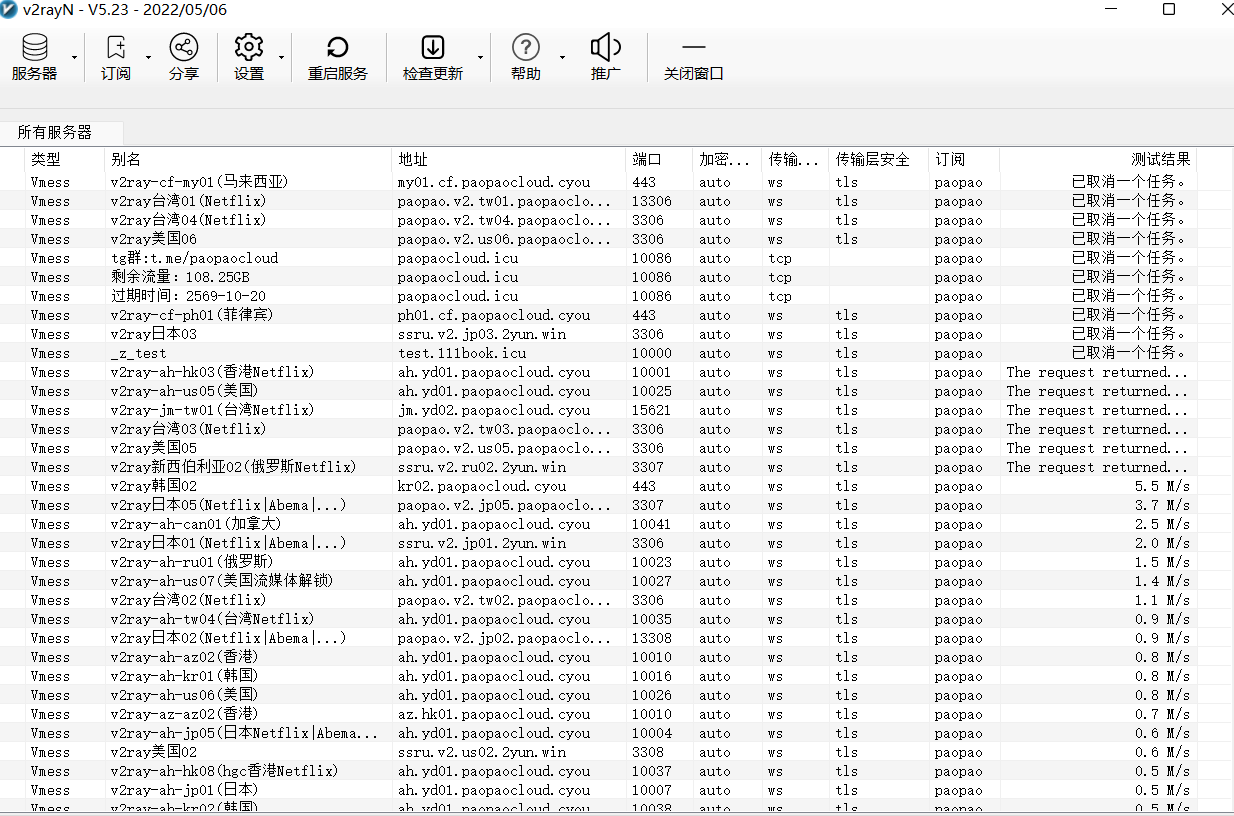 v2rayN - V5.23 - 2022/05/06
服务器 订阅 分享 设置 重启服务 检查更新 帮助 推广 关闭窗口
所有服务器
类型 别名 地址 端口 加密... 传输... 传输层安全 订阅 测试结果
Vmess v2ray-cf-my01(马来西亚) my01.cf.paopaocloud.cyou 443 auto ws tls paopao 已取消一个任务。
Vmess v2ray台湾01(Netflix) paopao.v2.tw01.paopaoclo... 13306 auto ws tls paopao 已取消一个任务。
Vmess v2ray台湾04(Netflix) paopao.v2.tw04.paopaoclo... 3306 auto ws tls paopao 已取消一个任务。
Vmess v2ray美国06 paopao.v2.us06.paopaoclo... 3306 auto ws tls paopao 已取消一个任务。
Vmess tg群:t.me/paopaocloud paopaocloud.icu 10086 auto tcp paopao 已取消一个任务。
Vmess 剩余流量：108.25GB paopaocloud.icu 10086 auto tcp paopao 已取消一个任务。
Vmess 过期时间：2569-10-20 paopaocloud.icu 10086 auto tcp paopao 已取消一个任务。
Vmess v2ray-cf-ph01(菲律宾) ph01.cf.paopaocloud.cyou 443 auto ws tls paopao 已取消一个任务。
Vmess v2ray日本03 ssru.v2.jp03.2yun.win 3306 auto ws tls paopao 已取消一个任务。
Vmess _z_test test.111book.icu 10000 auto ws tls paopao 已取消一个任务。
Vmess v2ray-ah-hk03(香港Netflix) ah.yd01.paopaocloud.cyou 10001 auto ws tls paopao The request returned...
Vmess v2ray-ah-us05(美国) ah.yd01.paopaocloud.cyou 10025 auto ws tls paopao The request returned...
Vmess v2ray-jm-tw01(台湾Netflix) jm.yd02.paopaocloud.cyou 15621 auto ws tls paopao The request returned...
Vmess v2ray台湾03(Netflix) paopao.v2.tw03.paopaoclo... 3306 auto ws tls paopao The request returned...
Vmess v2ray美国05 paopao.v2.us05.paopaoclo... 3306 auto ws tls paopao The request returned...
Vmess v2ray新西伯利亚02(俄罗斯Netflix) ssru.v2.ru02.2yun.win 3307 auto ws tls paopao The request returned...
Vmess v2ray韩国02 kr02.paopaocloud.cyou 443 auto ws tls paopao 5.5 M/s
Vmess v2ray日本05(Netflix|Abema|...) paopao.v2.jp05.paopaoclo... 3307 auto ws tls paopao 3.7 M/s
Vmess v2ray-ah-can01(加拿大) ah.yd01.paopaocloud.cyou 10041 auto ws tls paopao 2.5 M/s
Vmess v2ray日本01(Netflix|Abema|...) ssru.v2.jp01.2yun.win 3306 auto ws tls paopao 2.0 M/s
Vmess v2ray-ah-ru01(俄罗斯) ah.yd01.paopaocloud.cyou 10023 auto ws tls paopao 1.5 M/s
Vmess v2ray-ah-us07(美国流媒体解锁) ah.yd01.paopaocloud.cyou 10027 auto ws tls paopao 1.4 M/s
Vmess v2ray台湾02(Netflix) paopao.v2.tw02.paopaoclo... 3306 auto ws tls paopao 1.1 M/s
Vmess v2ray-ah-tw04(台湾Netflix) ah.yd01.paopaocloud.cyou 10035 auto ws tls paopao 0.9 M/s
Vmess v2ray日本02(Netflix|Abema|...) paopao.v2.jp02.paopaoclo... 13308 auto ws tls paopao 0.9 M/s
Vmess v2ray-ah-az02(香港) ah.yd01.paopaocloud.cyou 10010 auto ws tls paopao 0.8 M/s
Vmess v2ray-ah-kr01(韩国) ah.yd01.paopaocloud.cyou 10016 auto ws tls paopao 0.8 M/s
Vmess v2ray-ah-us06(美国) ah.yd01.paopaocloud.cyou 10026 auto ws tls paopao 0.8 M/s
Vmess v2ray-az-az02(香港) az.hk01.paopaocloud.cyou 10010 auto ws tls paopao 0.7 M/s
Vmess v2ray-ah-jp05(日本Netflix|Abema... ah.yd01.paopaocloud.cyou 10004 auto ws tls paopao 0.6 M/s
Vmess v2ray美国02 ssru.v2.us02.2yun.win 3308 auto ws tls paopao 0.6 M/s
Vmess v2ray-ah-hk08(hgc香港Netflix) ah.yd01.paopaocloud.cyou 10037 auto ws tls paopao 0.5 M/s
Vmess v2ray-ah-jp01(日本) ah.yd01.paopaocloud.cyou 10007 auto ws tls paopao 0.5 M/s
Vmess v2ray-ah-kr02(韩国) ah.yd01.paopaocloud.cyou 10038 auto ws tls paopao 0.5 M/s